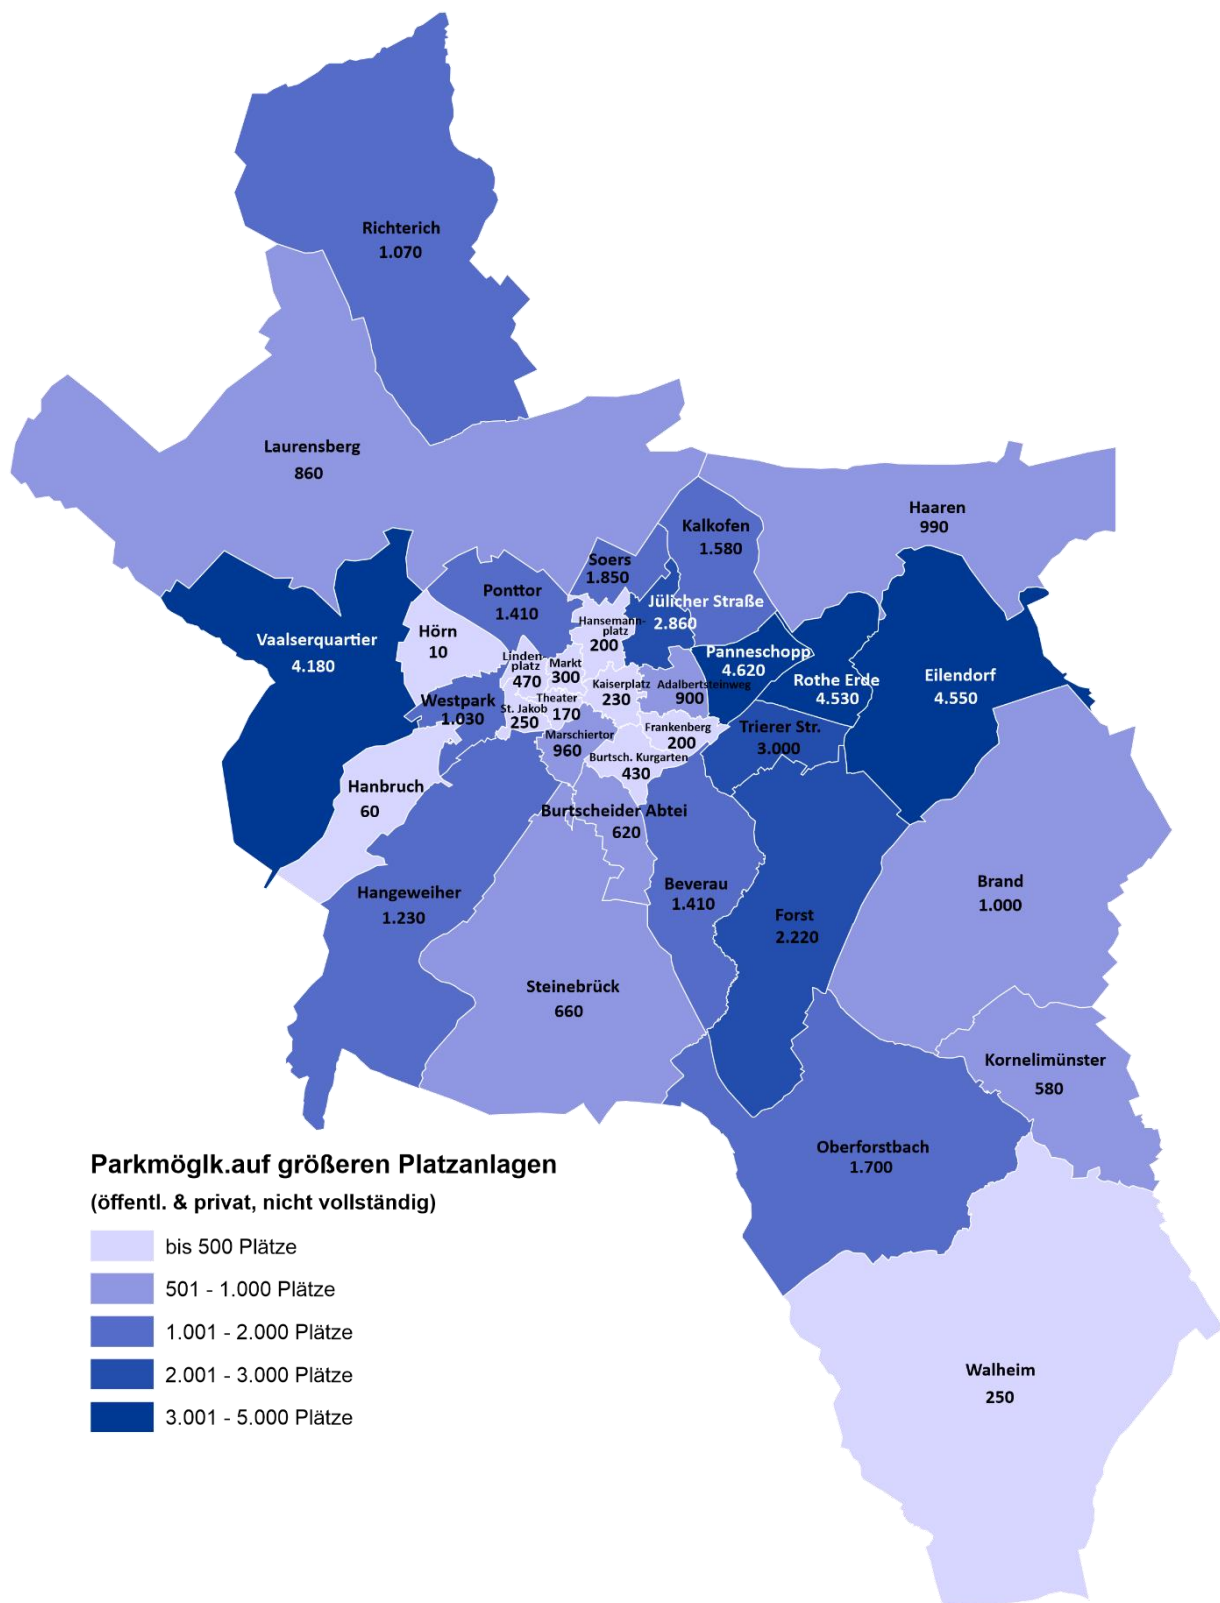 Richterich
1.070
Laurensberg
860
Haaren
990
Kalkofen
1.580
Soers
1.850
Ponttor
1.410
Jülicher Straße
2.860
Hansemann-
platz
200
Hörn
10
Vaalserquartier
4.180
Linden-
platz
470
Markt
300
Kaiserplatz
230
Adalbertsteinweg
900
Panneschopp
4.620
Rothe Erde
4.530
Eilendorf
4.550
Westpark
1.030
St. Jakob
250
Theater
170
Marschiertor
960
Frankenberg
200
Trierer Str.
3.000
Burtsch. Kurgarten
430
Hanbruch
60
Burtscheider Abtei
620
Hangeweiher
1.230
Beverau
1.410
Forst
2.220
Brand
1.000
Steinebrück
660
Kornelimünster
580
Oberforstbach
1.700
Walheim
250
Parkmöglk.auf größeren Platzanlagen
(öffentl. & privat, nicht vollständig)
bis 500 Plätze
501 - 1.000 Plätze
1.001 - 2.000 Plätze
2.001 - 3.000 Plätze
3.001 - 5.000 Plätze